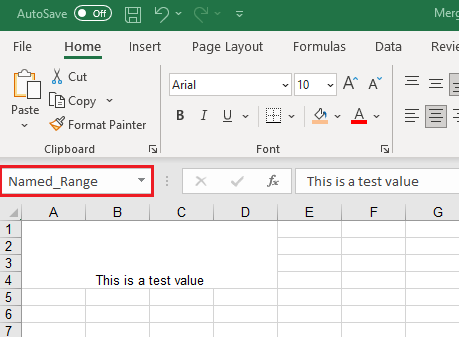 AutoSave Off Merg
File Home Insert Page Layout Formulas Data Revie
Paste
Cut
Copy
Format Painter
Clipboard
Arial 10 A A
B I U A A
Font
Named_Range fx This is a test value
A B C D E F G
1
2
3
4 This is a test value
5
6
7